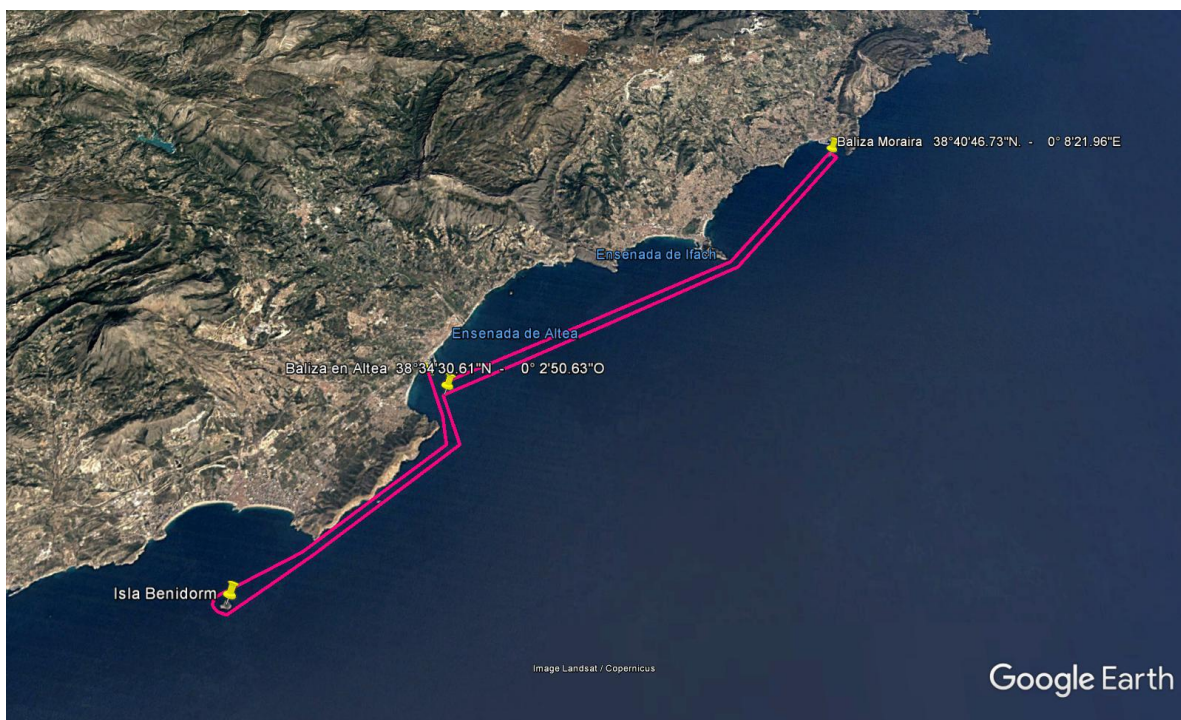 Baliza Moraira 38°40'46.73"N. - 0° 8'21.96"E
Ensenada de Ifach
Ensenada de Altea
Baliza en Altea 38°34'30.61"N - 0° 2'50.63"O
Isla Benidorm
Image Landsat / Copernicus
Google Earth